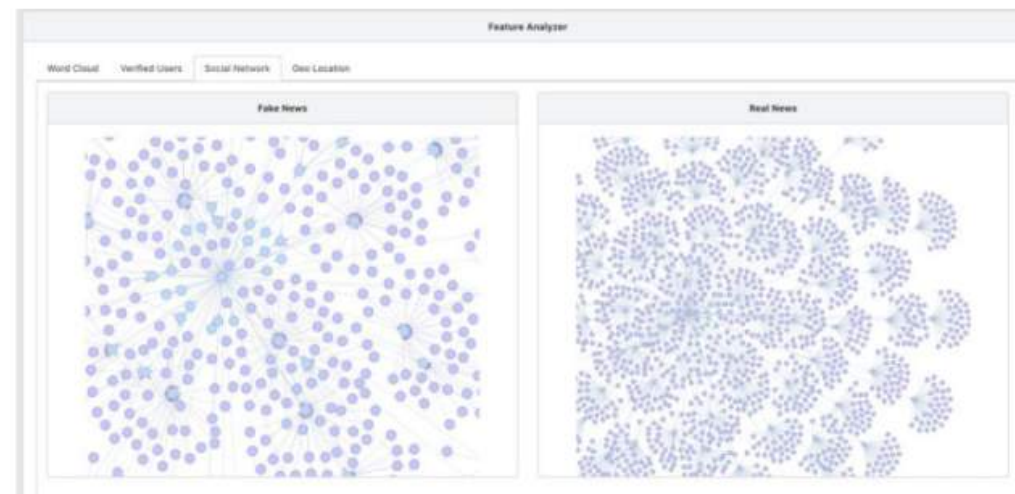 Feature Analyzer
Word Cloud Verified Users Social Network Geo Location
Fake News Real News